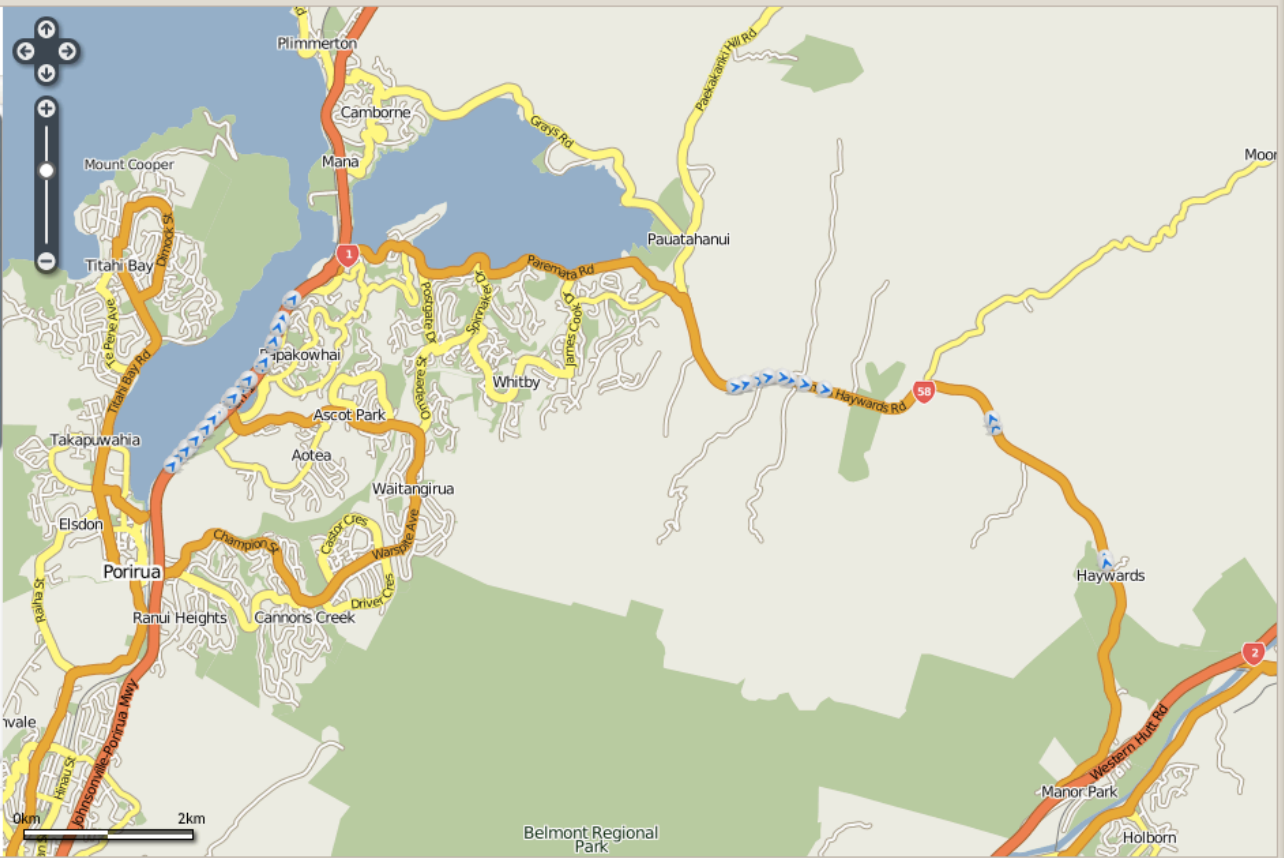 Plimmerton
Paekakariki Hill Rd
Camborne
Grays Rd
Mana
Moor
Mount Cooper
Dimock St
Pauatahanui
1
Titahi Bay
Paremata Rd
Te Pene Ave
Postgate Dr
Spinnaker Dr
James Cook Dr
Papakowhai
Titahi Bay Rd
Whitby
Omapere St
58
Haywards Rd
Ascot Park
Takapuwahia
Aotea
Waitangirua
Elsdon
Castor Cres
Champion St
Warspite Ave
Porirua
Haywards
Raiha St
Driver Cres
Ranui Heights
Cannons Creek
2
nvale
Johnsonville-Porirua Mwy
Western Hutt Rd
Hinau St
Manor Park
0km
2km
Belmont Regional
Park
Holborn